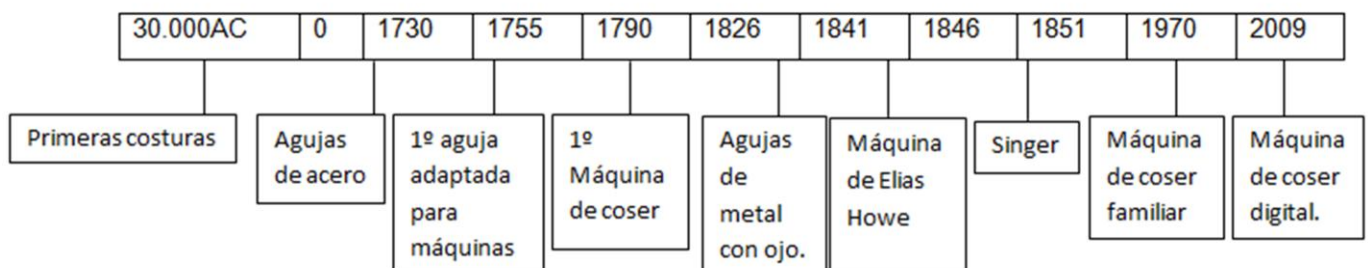 30.000AC 0 1730 1755 1790 1826 1841 1846 1851 1970 2009
Primeras costuras
Agujas
de acero
1º aguja
adaptada
para
máquinas
1º
Máquina
de coser
Agujas
de
metal
con ojo.
Máquina
de Elias
Howe
Singer
Máquina
de coser
familiar
Máquina
de coser
digital.